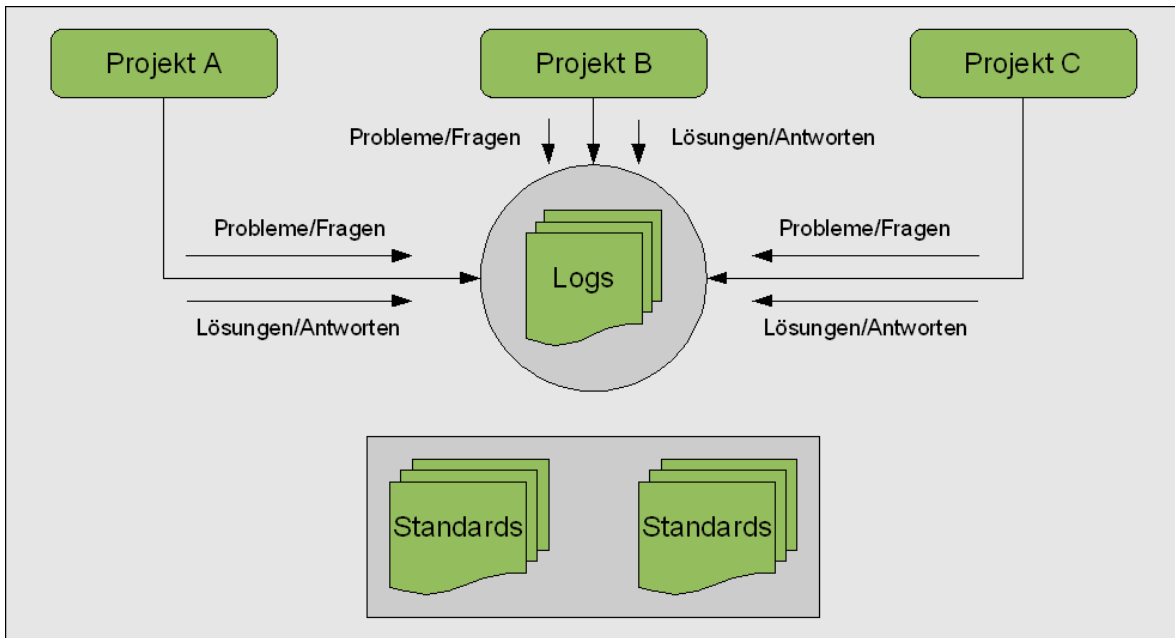 Projekt A
Projekt B
Projekt C
Probleme/Fragen
Lösungen/Antworten
Probleme/Fragen
Probleme/Fragen
Logs
Lösungen/Antworten
Lösungen/Antworten
Standards
Standards